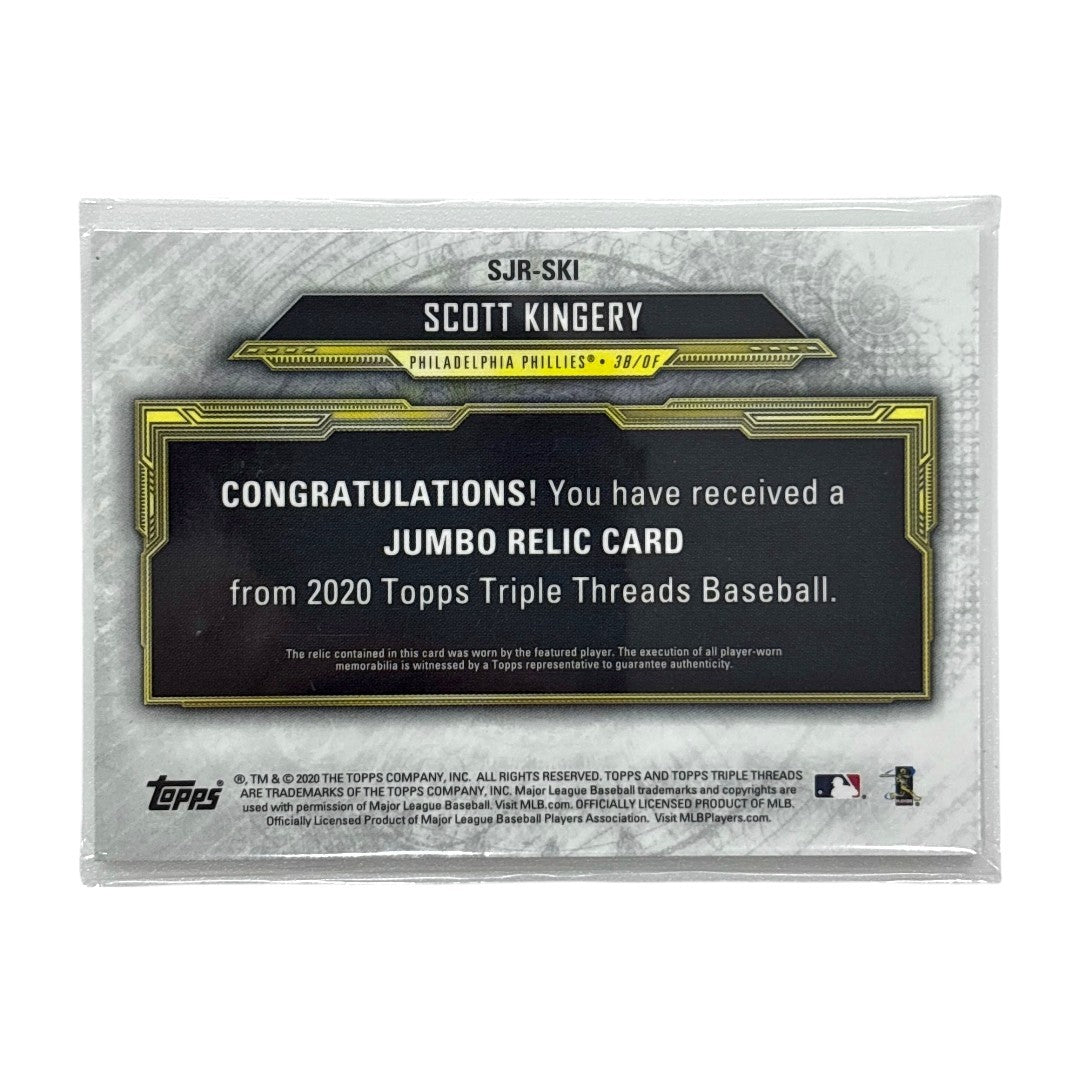 SJR-SKI
SCOTT KINGERY
PHILADELPHIA PHILLIES® • 3B/OF
CONGRATULATIONS! You have received a
JUMBO RELIC CARD
from 2020 Topps Triple Threads Baseball.
The relic contained in this card was worn by the featured player. The execution of all player-worn
memorabilia is witnessed by a Topps representative to guarantee authenticity.
Topps®
®, TM & © 2020 THE TOPPS COMPANY, INC. ALL RIGHTS RESERVED. TOPPS AND TOPPS TRIPLE THREADS
ARE TRADEMARKS OF THE TOPPS COMPANY, INC. Major League Baseball trademarks and copyrights are
used with permission of Major League Baseball. Visit MLB.com. OFFICIALLY LICENSED PRODUCT OF MLB.
Officially Licensed Product of Major League Baseball Players Association. Visit MLBPlayers.com.